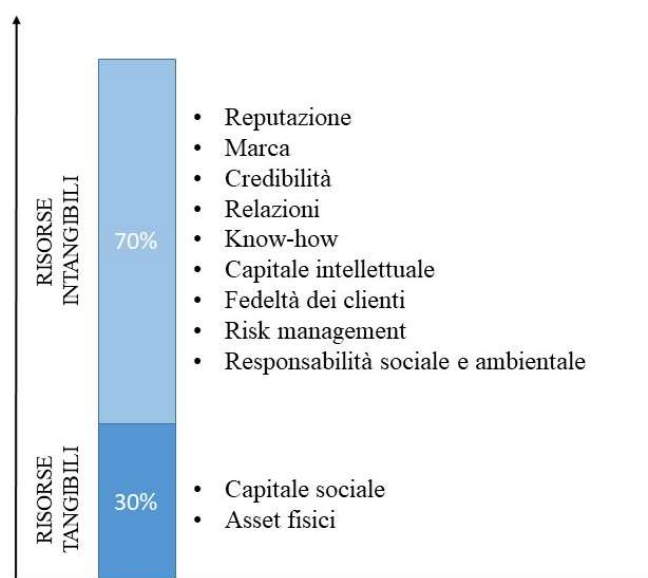 RISORSE
INTANGIBILI
70%
• Reputazione
• Marca
• Credibilità
• Relazioni
• Know-how
• Capitale intellettuale
• Fedeltà dei clienti
• Risk management
• Responsabilità sociale e ambientale
RISORSE
TANGIBILI
30%
• Capitale sociale
• Asset fisici